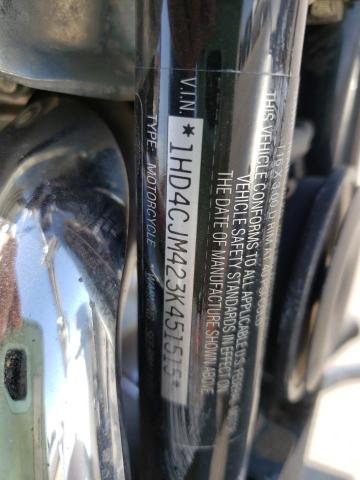 THIS VEHICLE CONFORMS TO ALL APPLICABLE U.S. FEDERAL
VEHICLE SAFETY STANDARDS IN EFFECT ON
THE DATE OF MANUFACTURE SHOWN ABOVE
V.I.N. *1HD4CJM423K451515*
TYPE MOTORCYCLE